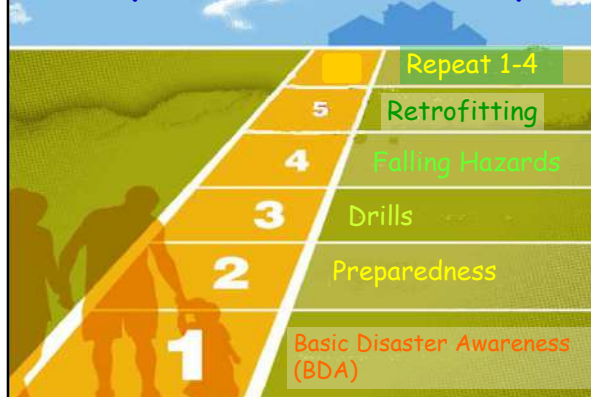 Repeat 1-4
5 Retrofitting
4 Falling Hazards
3 Drills
2 Preparedness
1 Basic Disaster Awareness
(BDA)